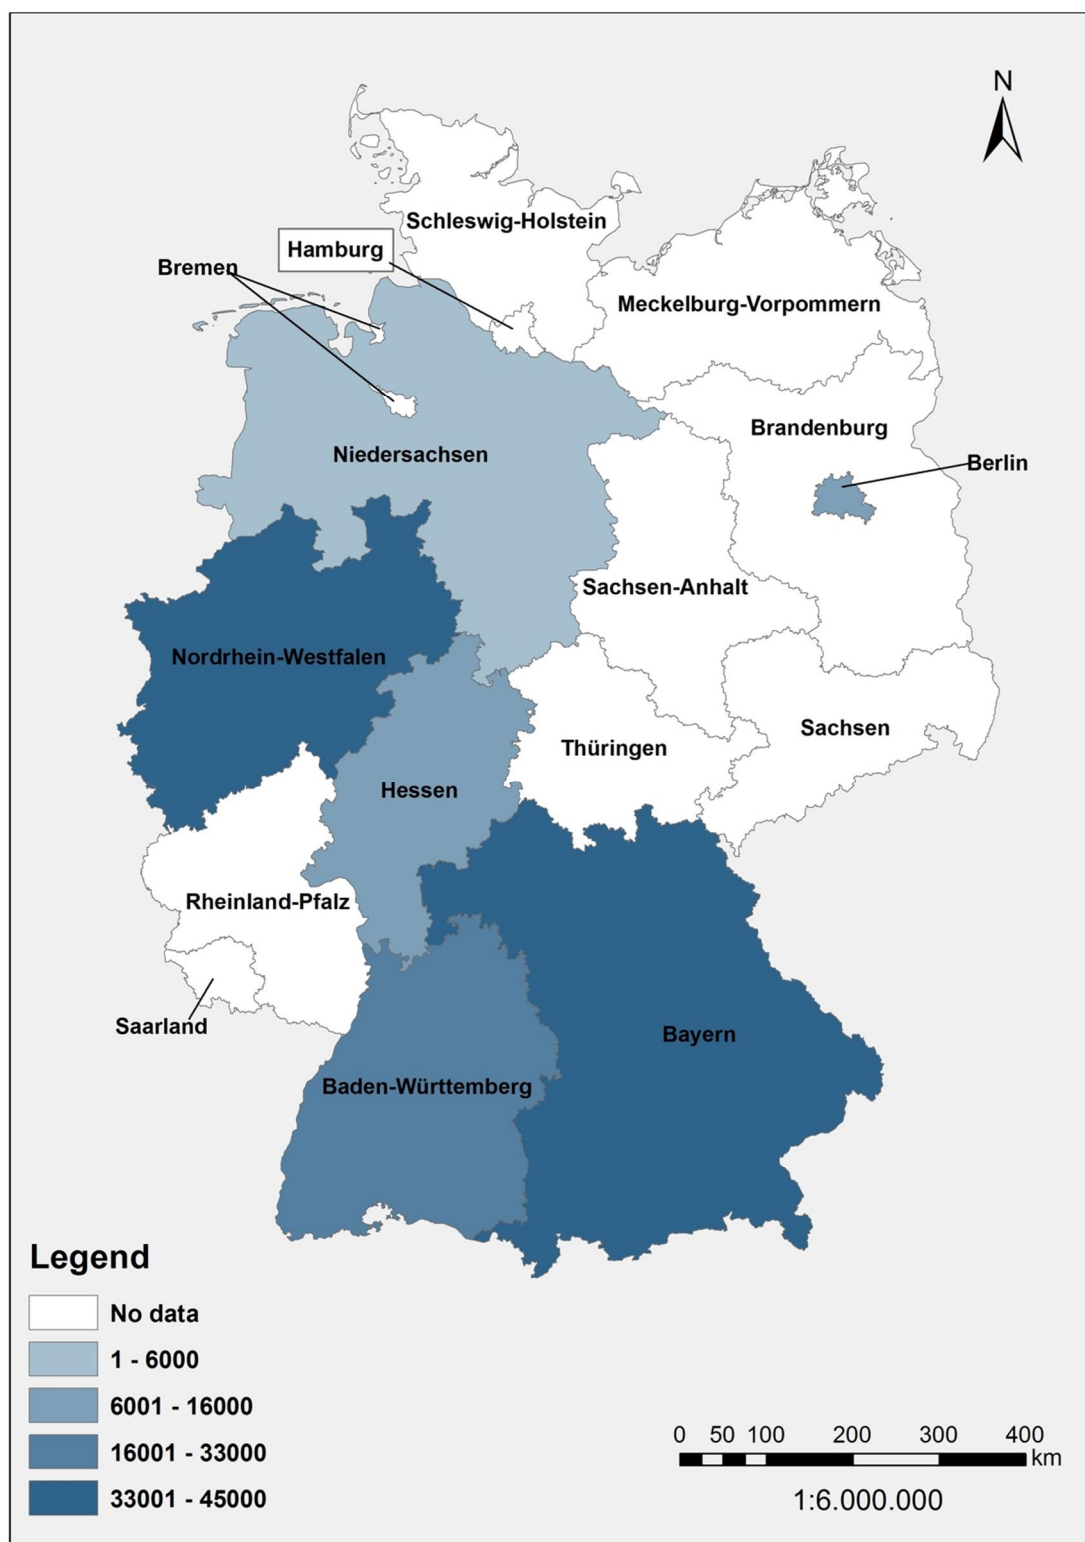 N
Schleswig-Holstein
Hamburg
Bremen
Meckelburg-Vorpommern
Brandenburg
Niedersachsen
Berlin
Sachsen-Anhalt
Nordrhein-Westfalen
Sachsen
Thüringen
Hessen
Rheinland-Pfalz
Saarland
Bayern
Baden-Württemberg
Legend
No data
1 - 6000
6001 - 16000
16001 - 33000
33001 - 45000
0 50 100 200 300 400
km
1:6.000.000